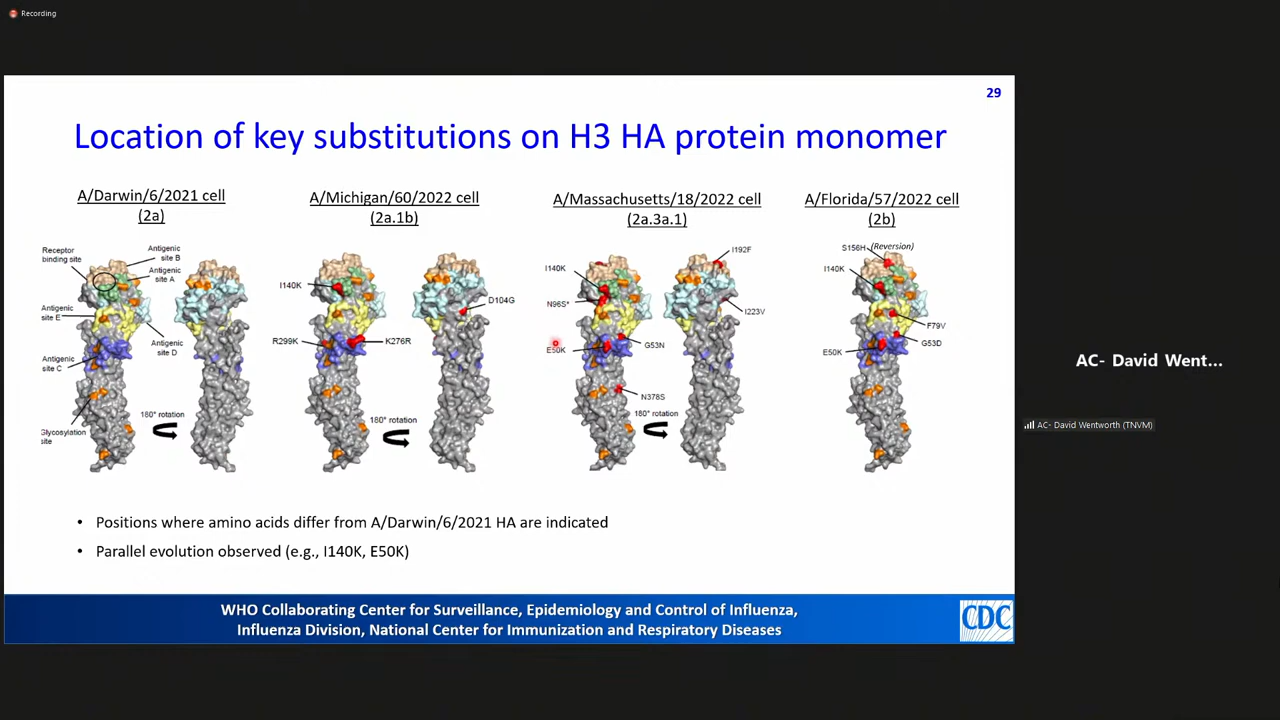 Recording
29
Location of key substitutions on H3 HA protein monomer
A/Darwin/6/2021 cell
(2a)
A/Michigan/60/2022 cell
(2a.1b)
A/Massachusetts/18/2022 cell
(2a.3a.1)
A/Florida/57/2022 cell
(2b)
Receptor
binding site
Antigenic
site B
Antigenic
site A
Antigenic
site E
Antigenic
site D
Antigenic
site C
Glycosylation
site
180° rotation
I140K
D104G
R299K
K276R
180° rotation
I192F
I140K
N96S*
I223V
E50K
G53N
N378S
180° rotation
S156H (Reversion)
I140K
F79V
G53D
E50K
• Positions where amino acids differ from A/Darwin/6/2021 HA are indicated
• Parallel evolution observed (e.g., I140K, E50K)
WHO Collaborating Center for Surveillance, Epidemiology and Control of Influenza,
Influenza Division, National Center for Immunization and Respiratory Diseases
CDC
AC- David Went...
AC- David Wentworth (TNVM)